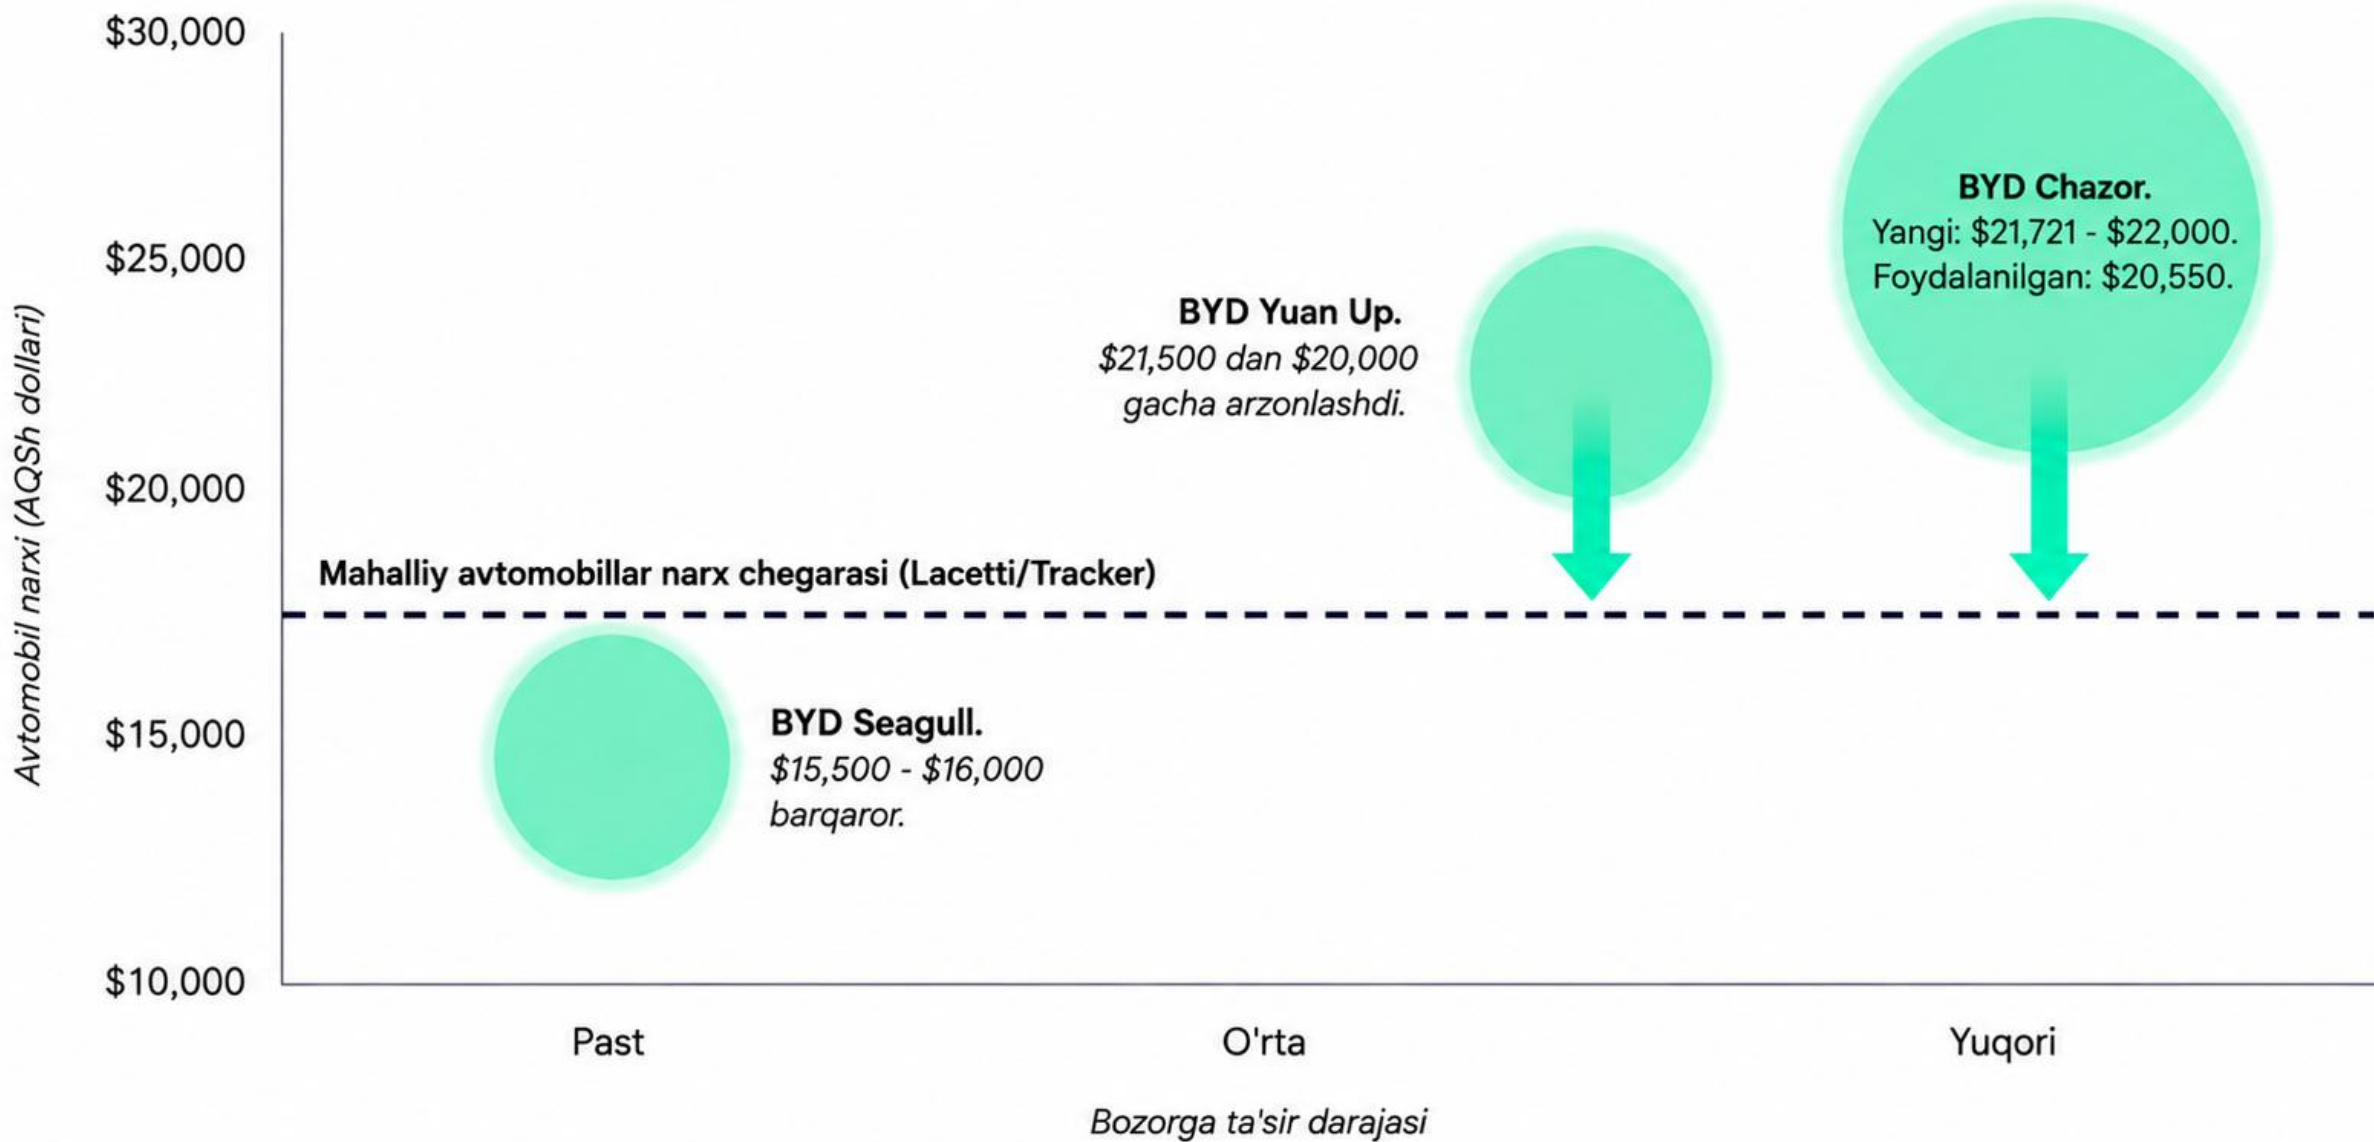 $30,000
$25,000
$20,000
$15,000
$10,000
Avtomobil narxi (AQSh dollari)
BYD Chazor.
Yangi: $21,721 - $22,000.
Foydalanilgan: $20,550.
BYD Yuan Up.
$21,500 dan $20,000
gacha arzonlashdi.
Mahalliy avtomobillar narx chegarasi (Lacetti/Tracker)
BYD Seagull.
$15,500 - $16,000
barqaror.
Past
O'rta
Yuqori
Bozorga ta'sir darajasi